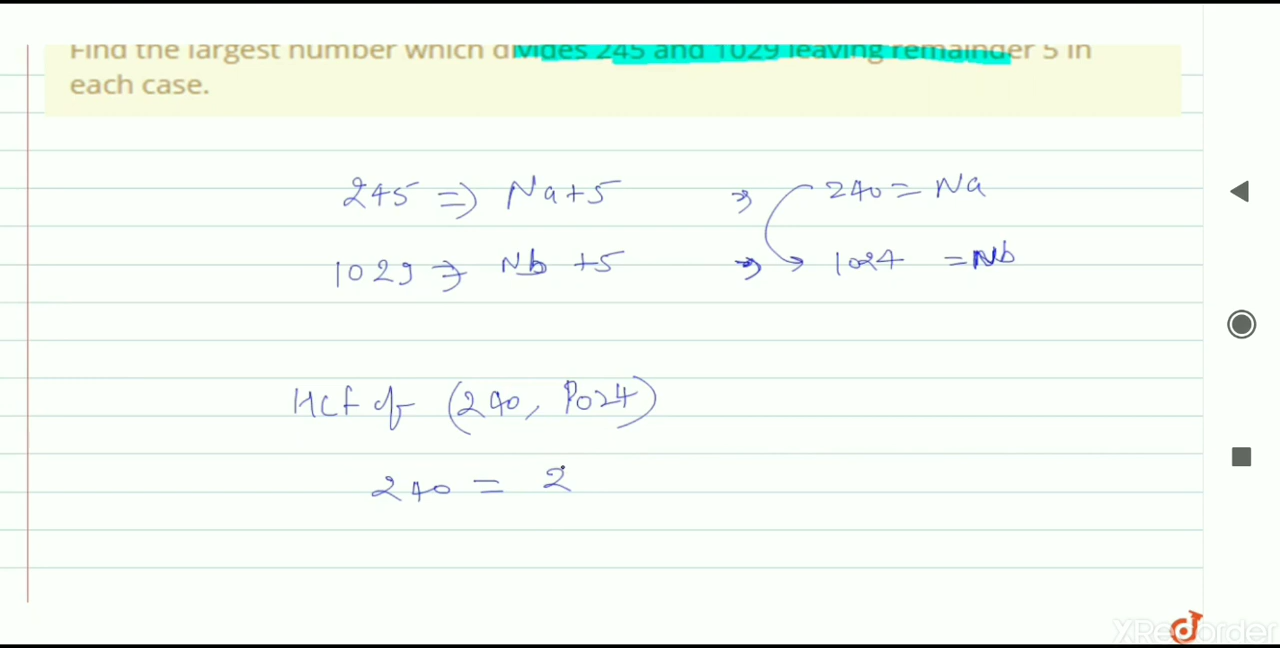 Find the largest number which divides 245 and 1029 leaving remainder 5 in
each case.
245 ⇒ Na+5 ⇒ 240 = Na
1029 ⇒ Nb +5 ⇒ 1024 = Nb
Hcf of (240, 1024)
240 = 2
XRecorder